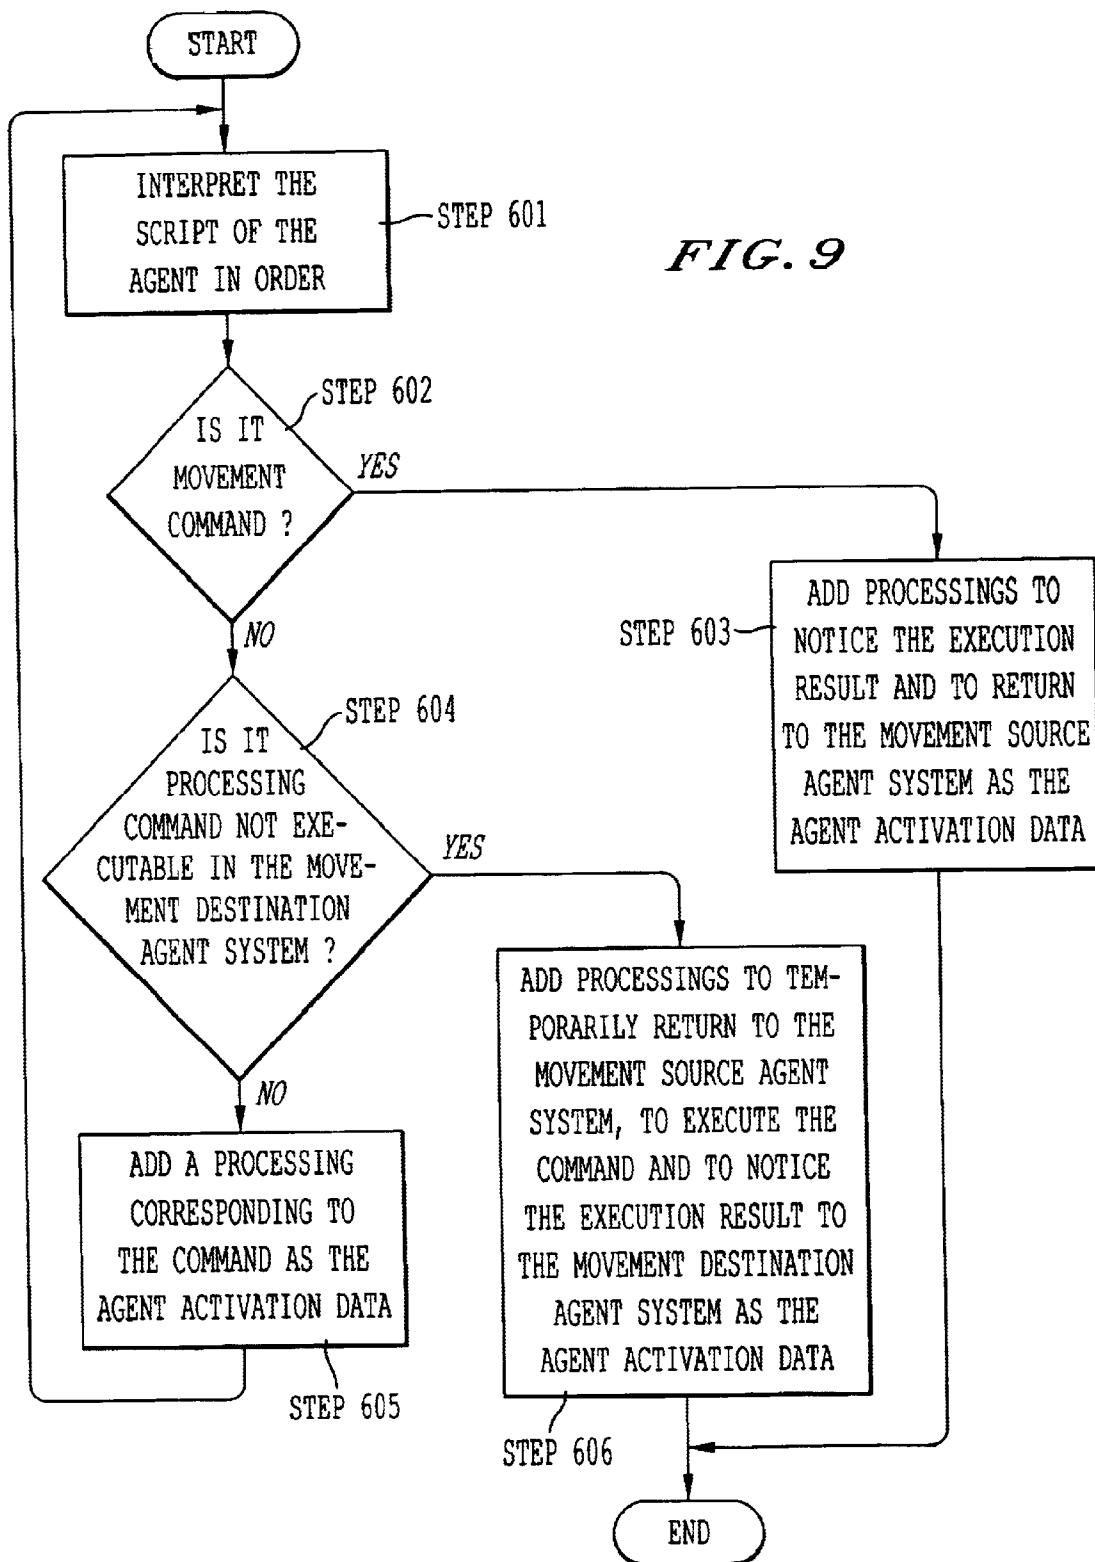 START
INTERPRET THE
SCRIPT OF THE
AGENT IN ORDER
STEP 601
FIG. 9
STEP 602
IS IT
MOVEMENT
COMMAND ?
YES
NO
STEP 603
ADD PROCESSINGS TO
NOTICE THE EXECUTION
RESULT AND TO RETURN
TO THE MOVEMENT SOURCE
AGENT SYSTEM AS THE
AGENT ACTIVATION DATA
STEP 604
IS IT
PROCESSING
COMMAND NOT EXE-
CUTABLE IN THE MOVE-
MENT DESTINATION
AGENT SYSTEM ?
YES
NO
ADD A PROCESSING
CORRESPONDING TO
THE COMMAND AS THE
AGENT ACTIVATION DATA
STEP 605
ADD PROCESSINGS TO TEM-
PORARILY RETURN TO THE
MOVEMENT SOURCE AGENT
SYSTEM, TO EXECUTE THE
COMMAND AND TO NOTICE
THE EXECUTION RESULT TO
THE MOVEMENT DESTINATION
AGENT SYSTEM AS THE
AGENT ACTIVATION DATA
STEP 606
END